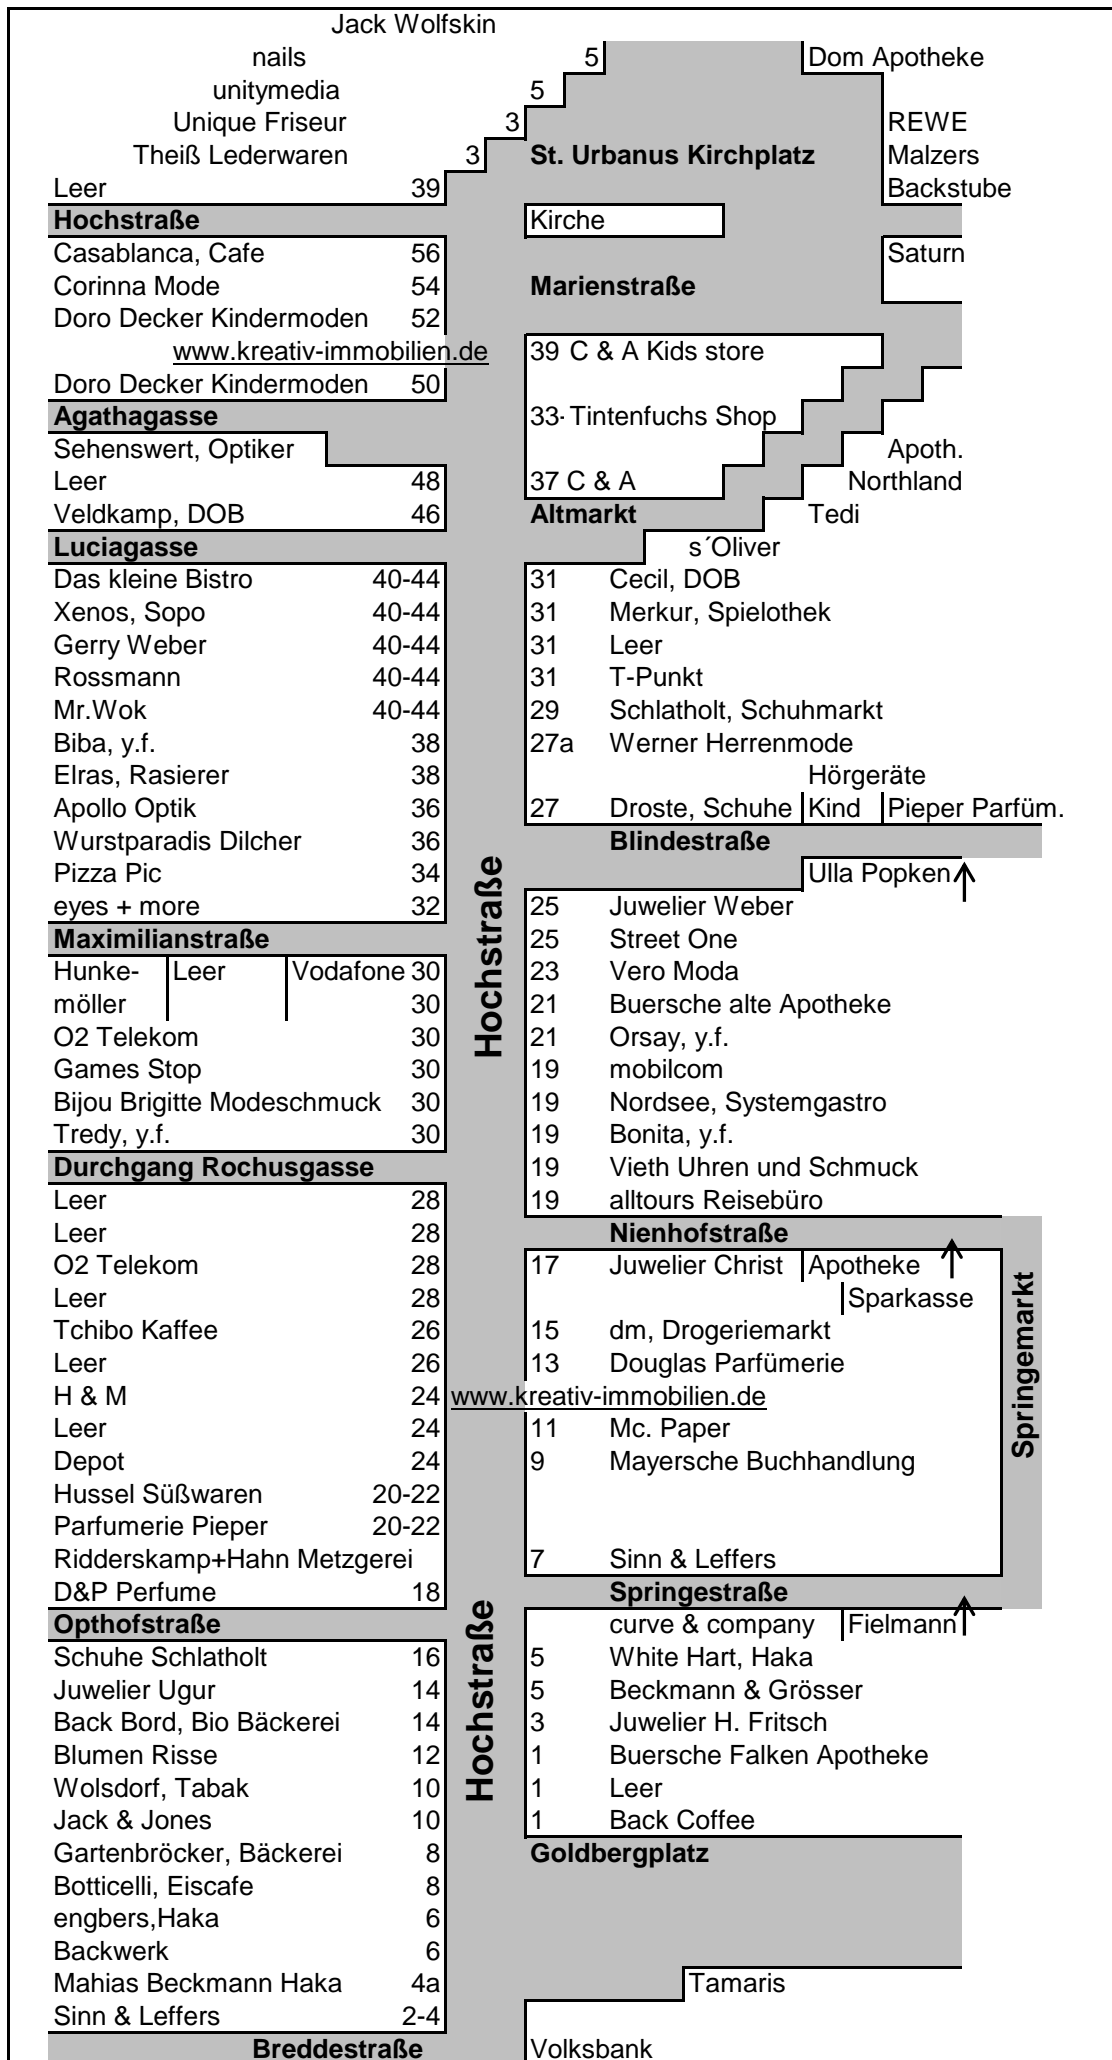 Jack Wolfskin
nails 5 Dom Apotheke
unitymedia 5
Unique Friseur 3 REWE
Theiß Lederwaren 3 St. Urbanus Kirchplatz Malzers
Leer 39 Backstube
Hochstraße Kirche
Casablanca, Cafe 56 Saturn
Corinna Mode 54 Marienstraße
Doro Decker Kindermoden 52
www.kreativ-immobilien.de 39 C & A Kids store
Doro Decker Kindermoden 50
Agathagasse 33- Tintenfuchs Shop
Sehenswert, Optiker Apoth.
Leer 48 37 C & A Northland
Veldkamp, DOB 46 Altmarkt Tedi
Luciagasse s´Oliver
Das kleine Bistro 40-44 31 Cecil, DOB
Xenos, Sopo 40-44 31 Merkur, Spielothek
Gerry Weber 40-44 31 Leer
Rossmann 40-44 31 T-Punkt
Mr.Wok 40-44 29 Schlatholt, Schuhmarkt
Biba, y.f. 38 27a Werner Herrenmode
Elras, Rasierer 38 Hörgeräte
Apollo Optik 36 27 Droste, Schuhe Kind Pieper Parfüm.
Wurstparadis Dilcher 36 Blindestraße
Pizza Pic 34 Ulla Popken
eyes + more 32 25 Juwelier Weber
Maximilianstraße 25 Street One
Hunke- Leer Vodafone 30 23 Vero Moda
möller 30 21 Buersche alte Apotheke
Hochstraße
O2 Telekom 30 21 Orsay, y.f.
Games Stop 30 19 mobilcom
Bijou Brigitte Modeschmuck 30 19 Nordsee, Systemgastro
Tredy, y.f. 30 19 Bonita, y.f.
Durchgang Rochusgasse 19 Vieth Uhren und Schmuck
Leer 28 19 alltours Reisebüro
Leer 28 Nienhofstraße
O2 Telekom 28 17 Juwelier Christ Apotheke
Leer 28 Sparkasse
Tchibo Kaffee 26 15 dm, Drogeriemarkt
Springemarkt
Leer 26 13 Douglas Parfümerie
H & M 24 www.kreativ-immobilien.de
Leer 24 11 Mc. Paper
Depot 24 9 Mayersche Buchhandlung
Hussel Süßwaren 20-22
Parfumerie Pieper 20-22
Ridderskamp+Hahn Metzgerei 7 Sinn & Leffers
D&P Perfume 18 Springestraße
Opthofstraße curve & company Fielmann
Schuhe Schlatholt 16 5 White Hart, Haka
Juwelier Ugur 14 5 Beckmann & Grösser
Hochstraße
Back Bord, Bio Bäckerei 14 3 Juwelier H. Fritsch
Blumen Risse 12 1 Buersche Falken Apotheke
Wolsdorf, Tabak 10 1 Leer
Jack & Jones 10 1 Back Coffee
Gartenbröcker, Bäckerei 8 Goldbergplatz
Botticelli, Eiscafe 8
engbers,Haka 6
Backwerk 6
Mahias Beckmann Haka 4a Tamaris
Sinn & Leffers 2-4
Breddestraße Volksbank